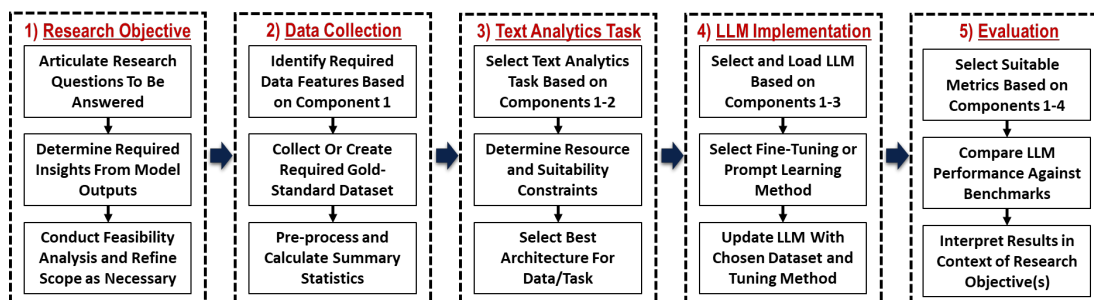 1) Research Objective
Articulate Research
Questions To Be
Answered
Determine Required
Insights From Model
Outputs
Conduct Feasibility
Analysis and Refine
Scope as Necessary
2) Data Collection
Identify Required
Data Features Based
on Component 1
Collect Or Create
Required Gold-
Standard Dataset
Pre-process and
Calculate Summary
Statistics
3) Text Analytics Task
Select Text Analytics
Task Based on
Components 1-2
Determine Resource
and Suitability
Constraints
Select Best
Architecture For
Data/Task
4) LLM Implementation
Select and Load LLM
Based on
Components 1-3
Select Fine-Tuning or
Prompt Learning
Method
Update LLM With
Chosen Dataset and
Tuning Method
5) Evaluation
Select Suitable
Metrics Based on
Components 1-4
Compare LLM
Performance Against
Benchmarks
Interpret Results in
Context of Research
Objective(s)